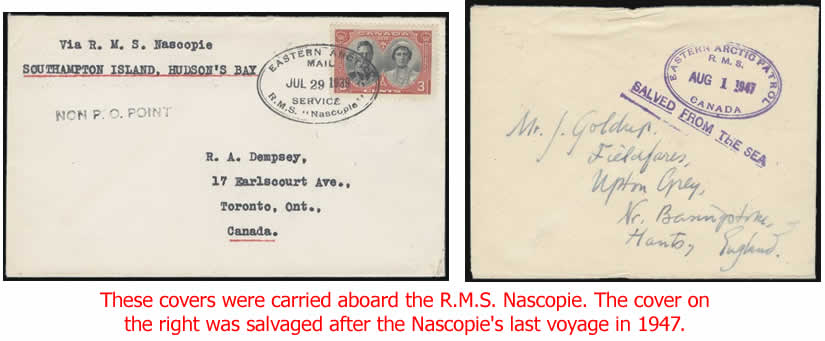 Via R. M. S. Nascopie
SOUTHAMPTON ISLAND, HUDSON'S BAY
NON P. O. POINT
EASTERN ARCTIC
MAIL
JUL 29 1939
SERVICE
R.M.S. "Nascopie"
CANADA
3
R. A. Dempsey,
17 Earlscourt Ave.,
Toronto, Ont.,
Canada.
EASTERN ARCTIC PATROL
R. M. S.
AUG 1 1947
CANADA
SALVED FROM THE SEA
Mr. J. Goldup.
Fieldfares,
Upton Grey,
Nr. Basingstoke,
Hants,
England.
These covers were carried aboard the R.M.S. Nascopie. The cover on
the right was salvaged after the Nascopie's last voyage in 1947.